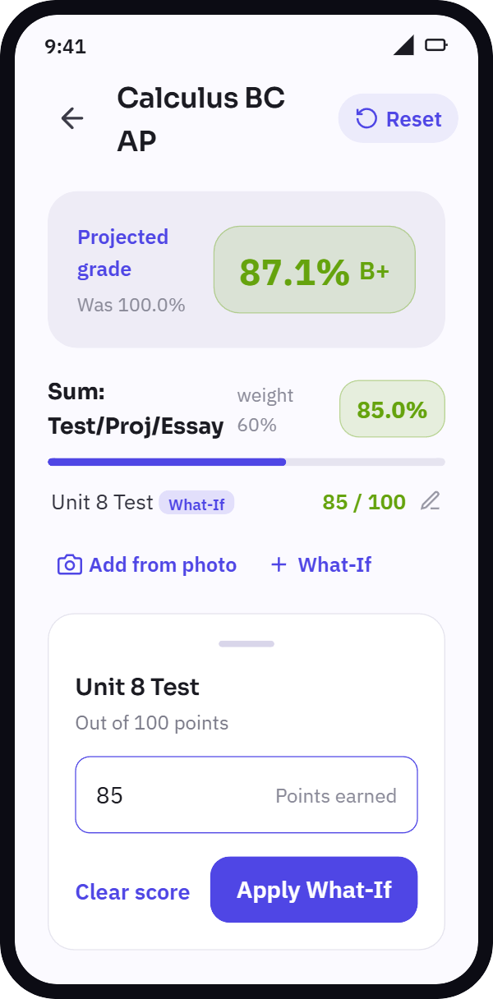 9:41
Calculus BC
AP
Reset
Projected
grade
Was 100.0%
87.1% B+
Sum:
Test/Proj/Essay
weight
60%
85.0%
Unit 8 Test What-If 85 / 100
Add from photo + What-If
Unit 8 Test
Out of 100 points
85 Points earned
Clear score Apply What-If